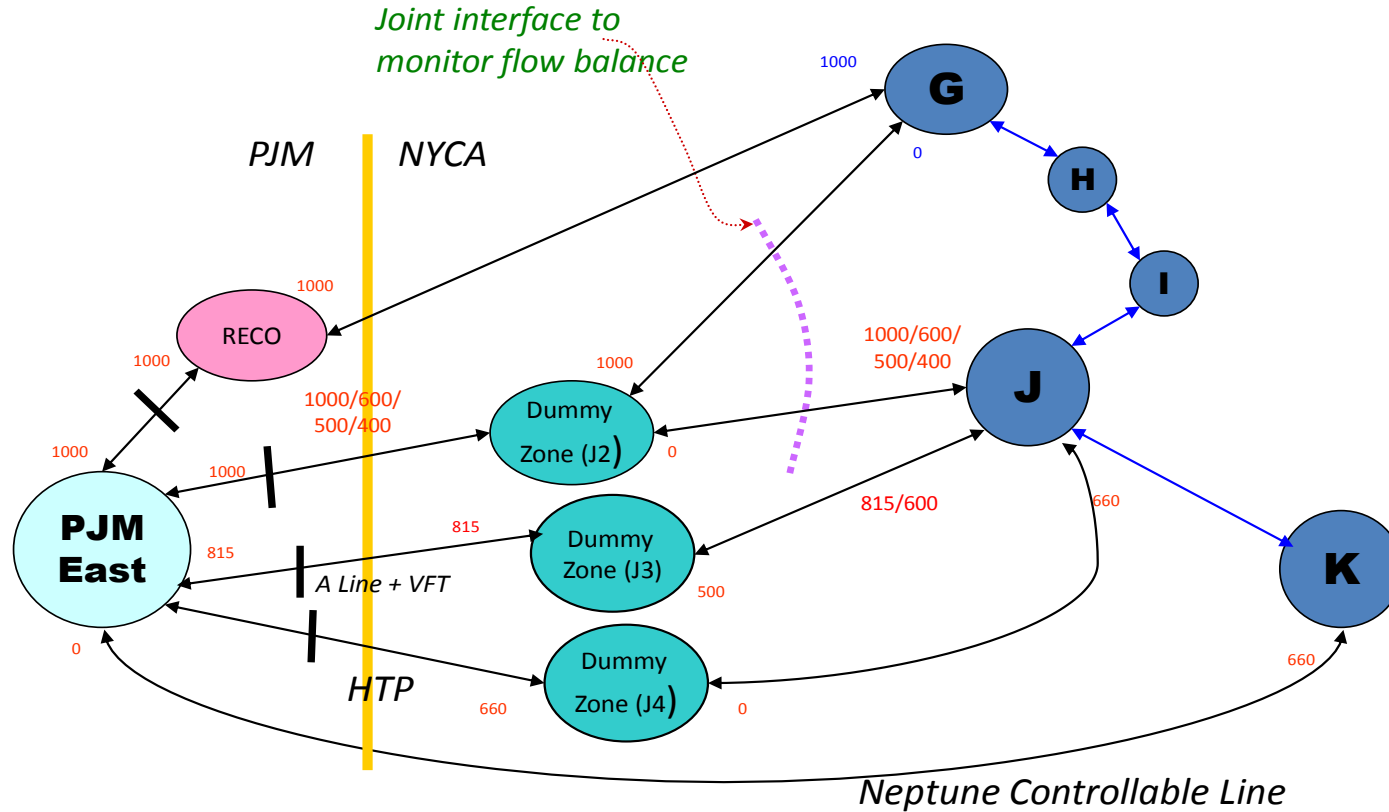 Joint interface to
monitor flow balance
1000
G
PJM
NYCA
0
H
1000
I
RECO
1000
1000/600/
500/400
1000
1000/600/
500/400
J
Dummy
Zone (J2)
1000
1000
0
PJM
East
815
815
A Line + VFT
Dummy
Zone (J3)
815/600
500
660
K
0
HTP
660
Dummy
Zone (J4)
0
660
Neptune Controllable Line